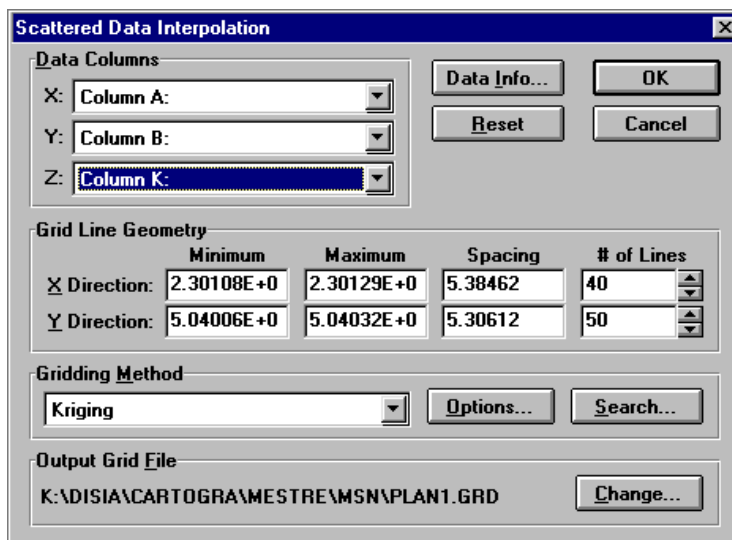 Scattered Data Interpolation
Data Columns
X: Column A:
Y: Column B:
Z: Column K:
Data Info...
OK
Reset
Cancel
Grid Line Geometry
Minimum Maximum Spacing # of Lines
X Direction: 2.30108E+0 2.30129E+0 5.38462 40
Y Direction: 5.04006E+0 5.04032E+0 5.30612 50
Gridding Method
Kriging Options... Search...
Output Grid File
K:\DISIA\CARTOGRA\MESTRE\MSN\PLAN1.GRD Change...